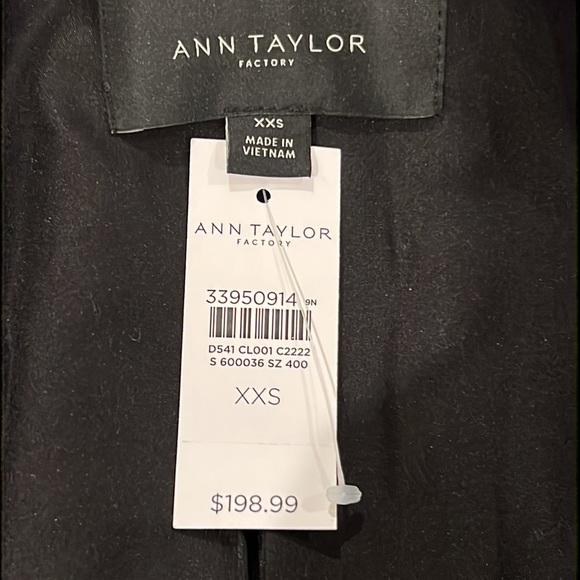 ANN TAYLOR
FACTORY
XXS
MADE IN
VIETNAM
ANN TAYLOR
FACTORY
33950914 9N
D541 CL001 C2222
S 600036 SZ 400
XXS
$198.99